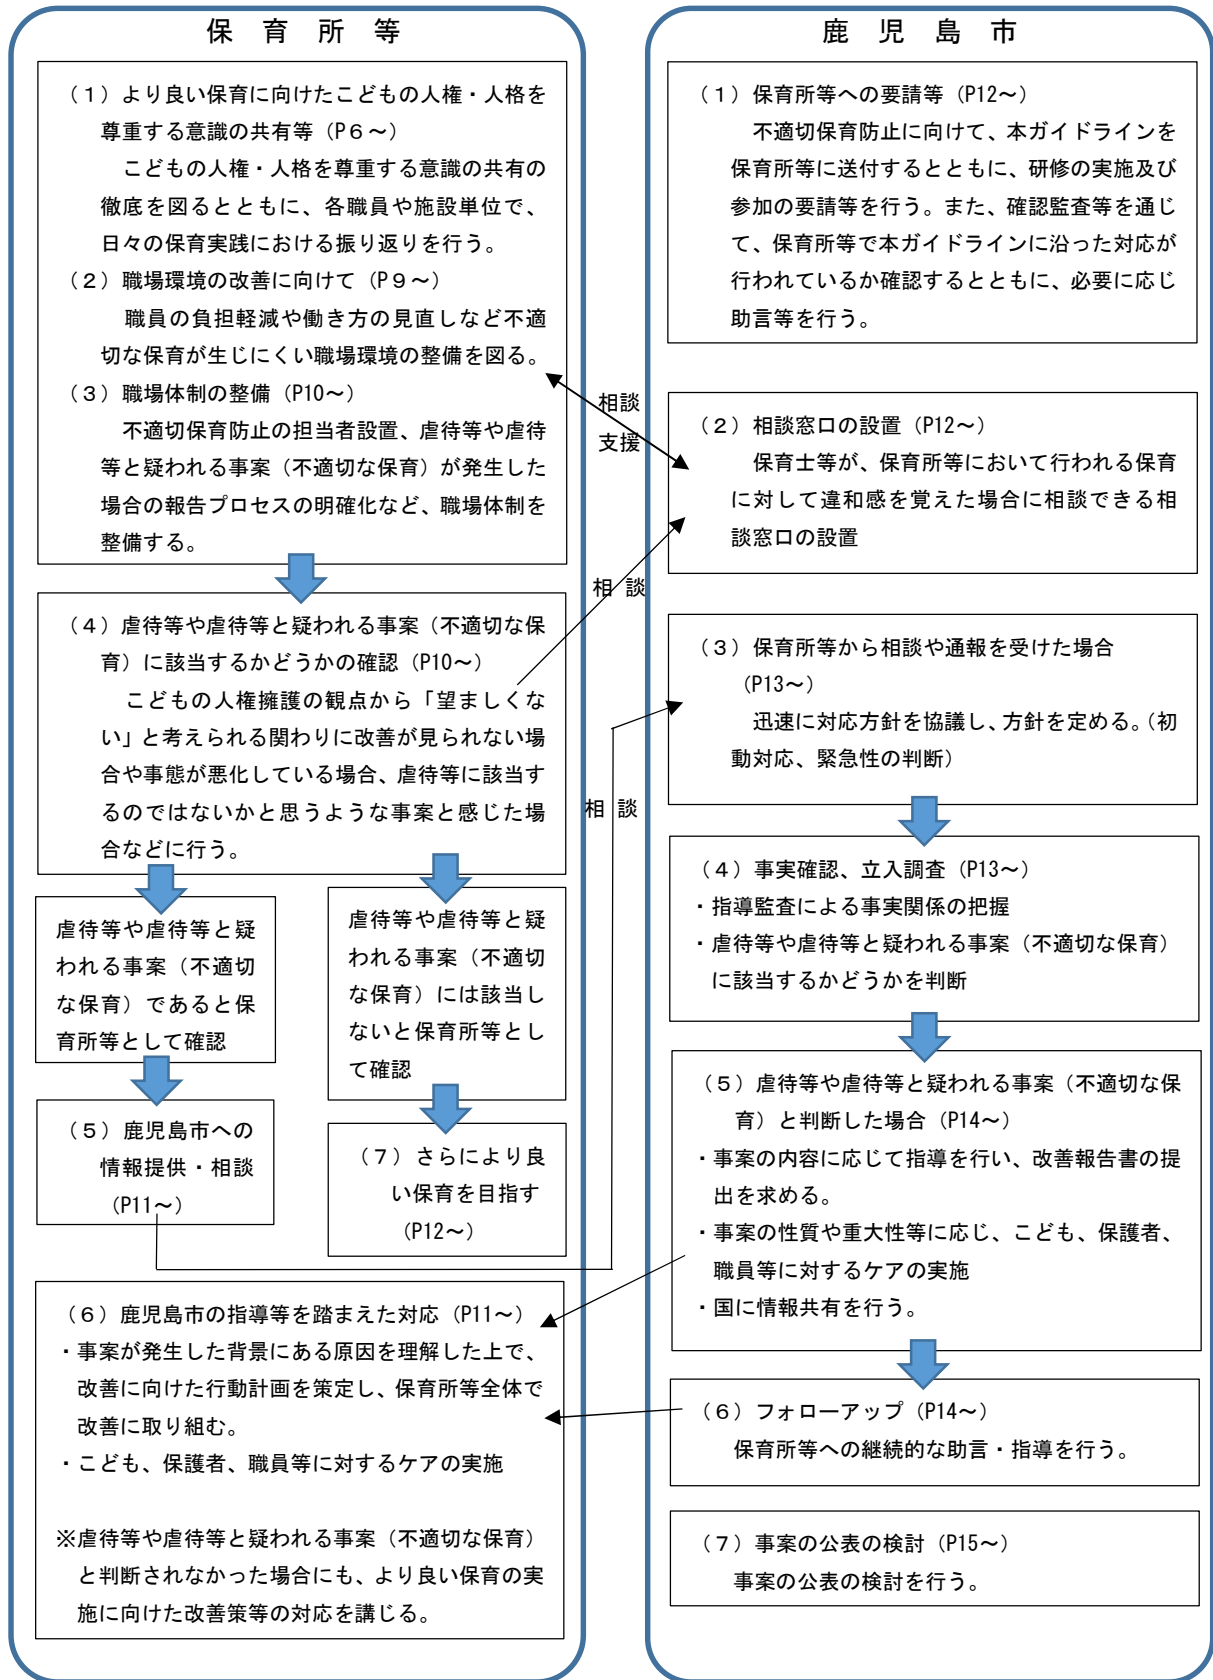 保育所等
（１）より良い保育に向けたこどもの人権・人格を
尊重する意識の共有等（P６～）
こどもの人権・人格を尊重する意識の共有の
徹底を図るとともに、各職員や施設単位で、
日々の保育実践における振り返りを行う。
（２）職場環境の改善に向けて（P９～）
職員の負担軽減や働き方の見直しなど不適
切な保育が生じにくい職場環境の整備を図る。
（３）職場体制の整備（P10～）
不適切保育防止の担当者設置、虐待等や虐待
等と疑われる事案（不適切な保育）が発生した
場合の報告プロセスの明確化など、職場体制を
整備する。
（４）虐待等や虐待等と疑われる事案（不適切な保
育）に該当するかどうかの確認（P10～）
こどもの人権擁護の観点から「望ましくな
い」と考えられる関わりに改善が見られない場
合や事態が悪化している場合、虐待等に該当す
るのではないかと思うような事案と感じた場
合などに行う。
虐待等や虐待等と疑
われる事案（不適切
な保育）であると保
育所等として確認
虐待等や虐待等と疑
われる事案（不適切
な保育）には該当し
ないと保育所等とし
て確認
（５）鹿児島市への
情報提供・相談
（P11～）
（７）さらにより良
い保育を目指す
（P12～）
（６）鹿児島市の指導等を踏まえた対応（P11～）
・事案が発生した背景にある原因を理解した上で、
改善に向けた行動計画を策定し、保育所等全体で
改善に取り組む。
・こども、保護者、職員等に対するケアの実施
※虐待等や虐待等と疑われる事案（不適切な保育）
と判断されなかった場合にも、より良い保育の実
施に向けた改善策等の対応を講じる。
相談
支援
相談
相談
鹿児島市
（１）保育所等への要請等（P12～）
不適切保育防止に向けて、本ガイドラインを
保育所等に送付するとともに、研修の実施及び
参加の要請等を行う。また、確認監査等を通じ
て、保育所等で本ガイドラインに沿った対応が
行われているか確認するとともに、必要に応じ
助言等を行う。
（２）相談窓口の設置（P12～）
保育士等が、保育所等において行われる保育
に対して違和感を覚えた場合に相談できる相
談窓口の設置
（３）保育所等から相談や通報を受けた場合
（P13～）
迅速に対応方針を協議し、方針を定める。（初
動対応、緊急性の判断）
（４）事実確認、立入調査（P13～）
・指導監査による事実関係の把握
・虐待等や虐待等と疑われる事案（不適切な保育）
に該当するかどうかを判断
（５）虐待等や虐待等と疑われる事案（不適切な保
育）と判断した場合（P14～）
・事案の内容に応じて指導を行い、改善報告書の提
出を求める。
・事案の性質や重大性等に応じ、こども、保護者、
職員等に対するケアの実施
・国に情報共有を行う。
（６）フォローアップ（P14～）
保育所等への継続的な助言・指導を行う。
（７）事案の公表の検討（P15～）
事案の公表の検討を行う。